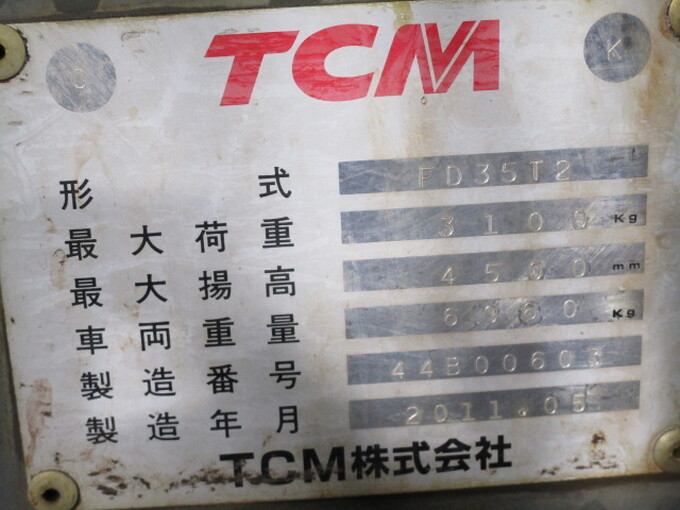 C
TCM
K
形式 FD35T2
最大荷重 3100 Kg
最大揚高 4500 mm
車両重量 Kg
製造番号 44B00603
製造年月 2011.05
TCM株式会社